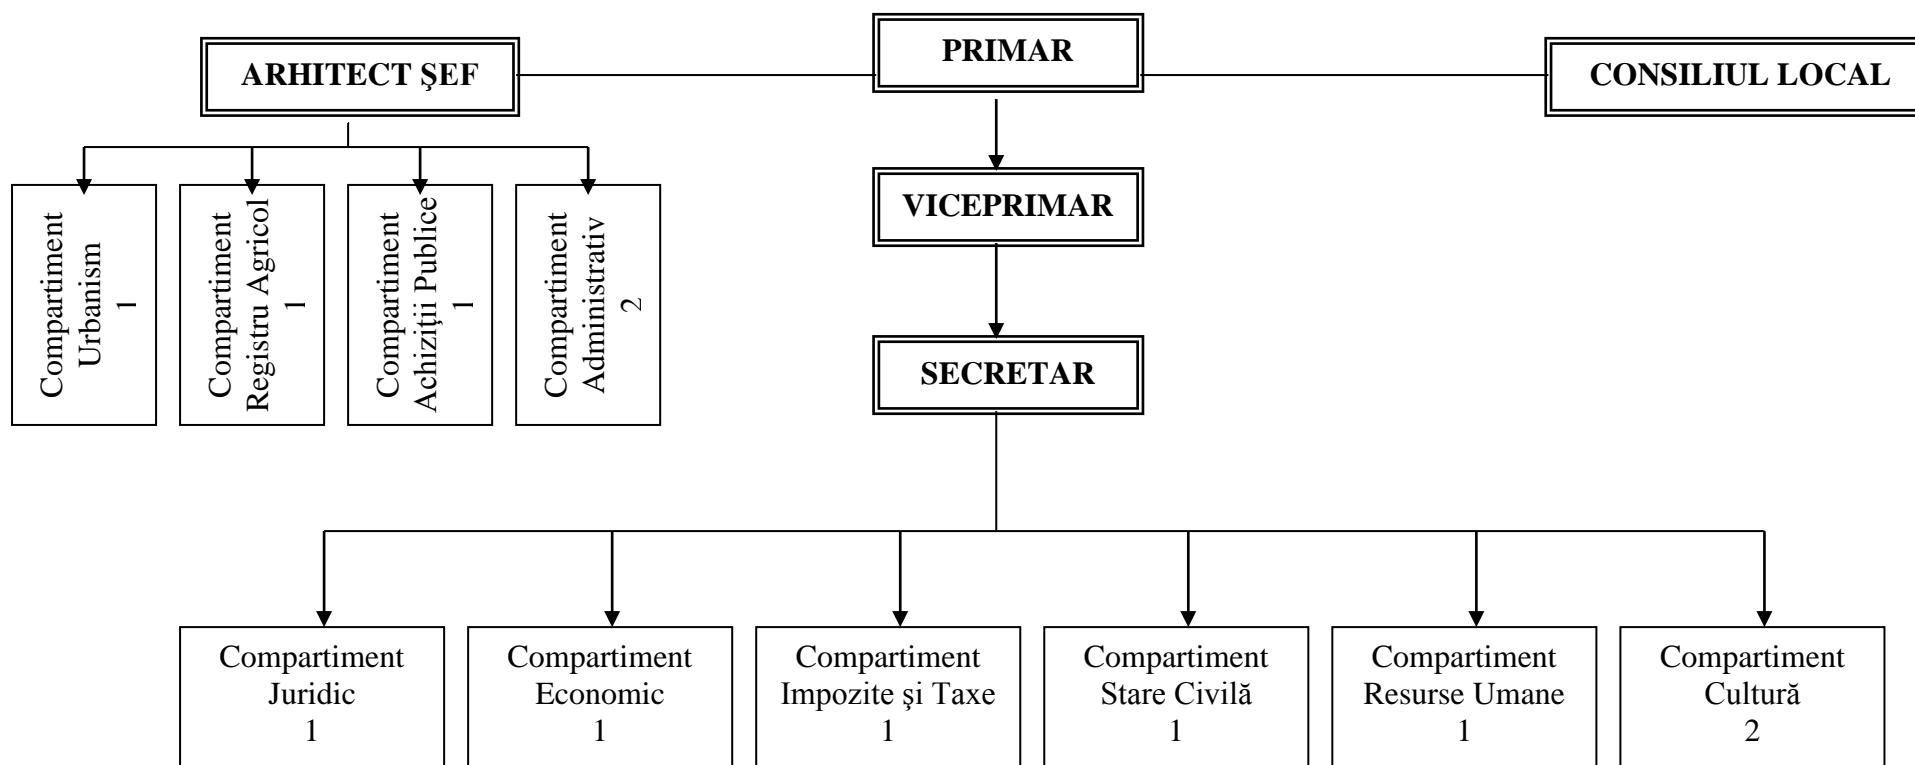 PRIMAR
ARHITECT ŞEF
CONSILIUL LOCAL
VICEPRIMAR
SECRETAR
Compartiment
Urbanism
1
Compartiment
Registru Agricol
1
Compartiment
Achiziţii Publice
1
Compartiment
Administrativ
2
Compartiment
Juridic
1
Compartiment
Economic
1
Compartiment
Impozite şi Taxe
1
Compartiment
Stare Civilă
1
Compartiment
Resurse Umane
1
Compartiment
Cultură
2